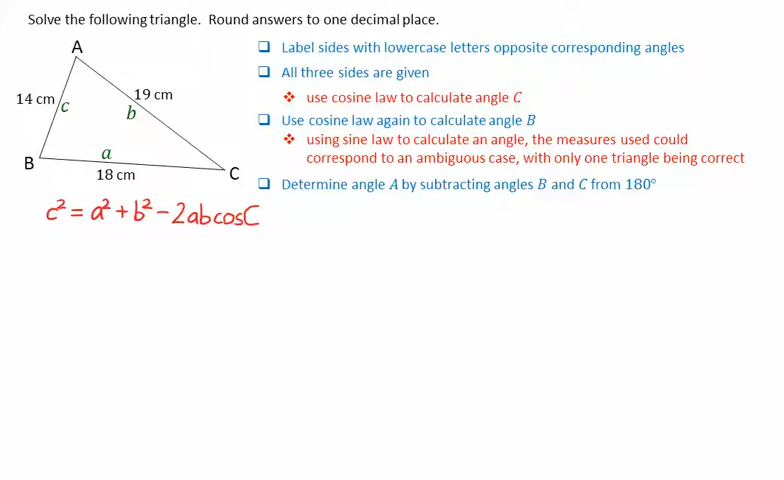 Solve the following triangle. Round answers to one decimal place.
A
14 cm
c
19 cm
b
B
a
18 cm
C
❑ Label sides with lowercase letters opposite corresponding angles
❑ All three sides are given
❖ use cosine law to calculate angle C
❑ Use cosine law again to calculate angle B
❖ using sine law to calculate an angle, the measures used could
correspond to an ambiguous case, with only one triangle being correct
❑ Determine angle A by subtracting angles B and C from 180°
c² = a² + b² − 2abcosC